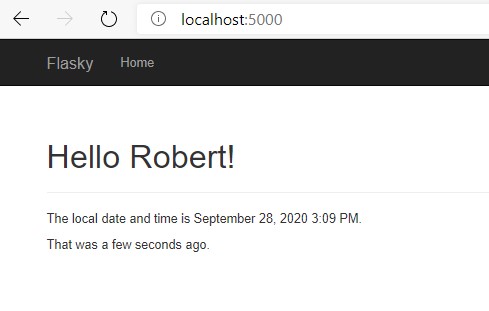 localhost:5000
Flasky Home
Hello Robert!
The local date and time is September 28, 2020 3:09 PM.
That was a few seconds ago.